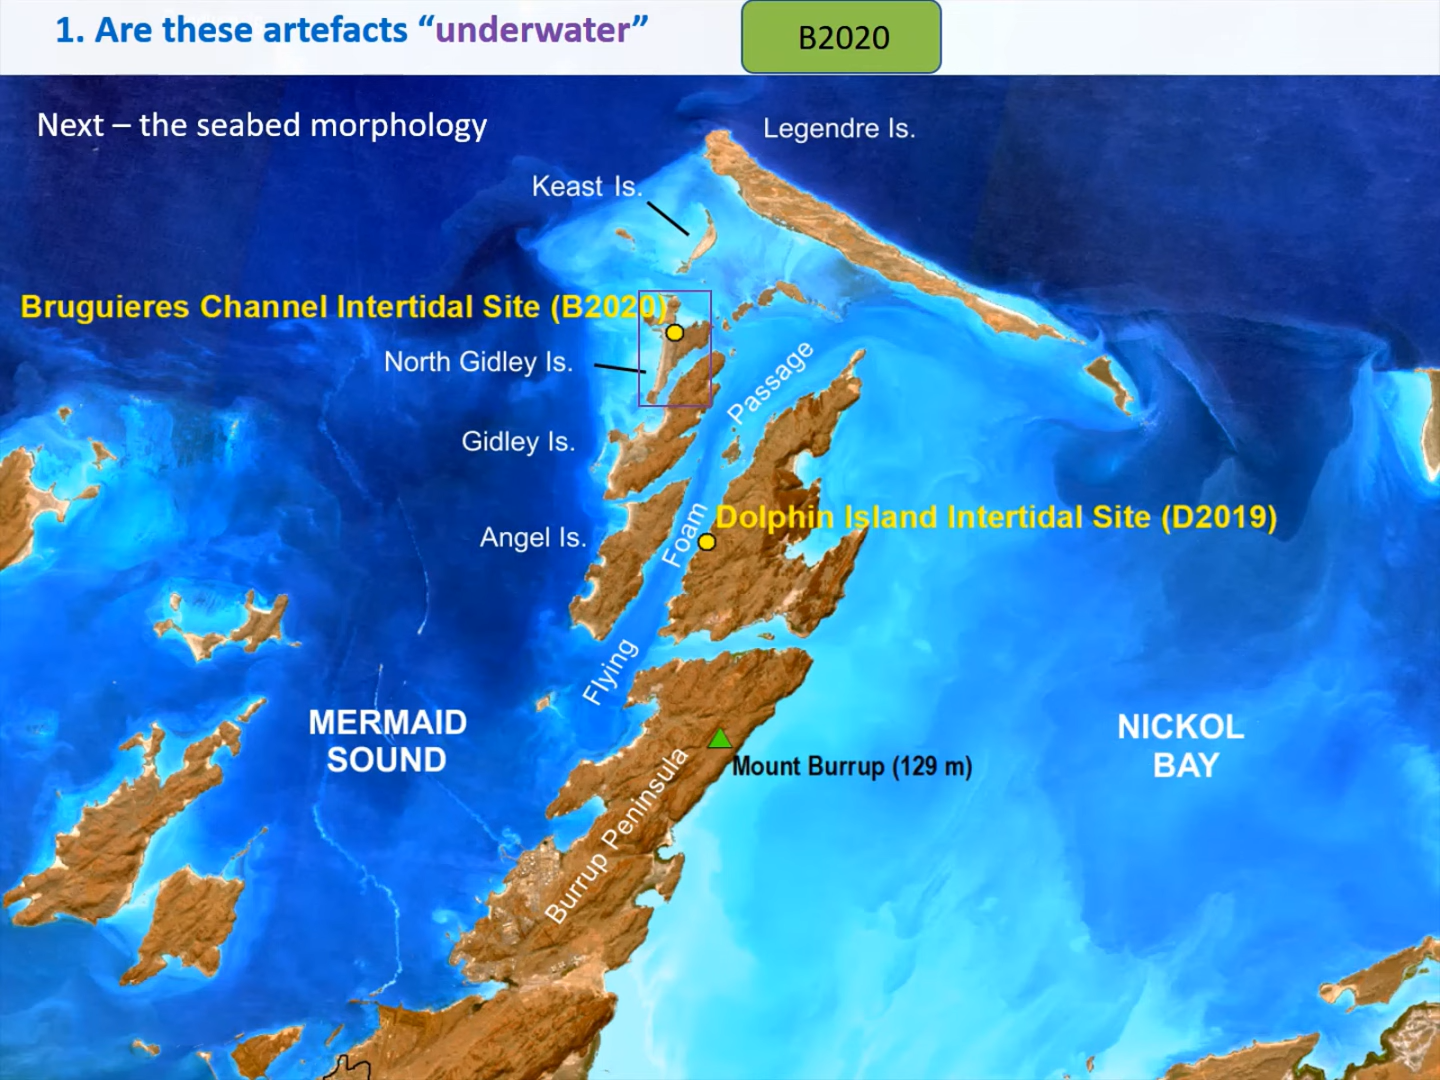 1. Are these artefacts “underwater”
B2020
Next – the seabed morphology
Legendre Is.
Keast Is.
Bruguieres Channel Intertidal Site (B2020)
North Gidley Is.
Passage
Gidley Is.
Dolphin Island Intertidal Site (D2019)
Foam
Angel Is.
Flying
MERMAID
SOUND
NICKOL
BAY
Mount Burrup (129 m)
Burrup Peninsula